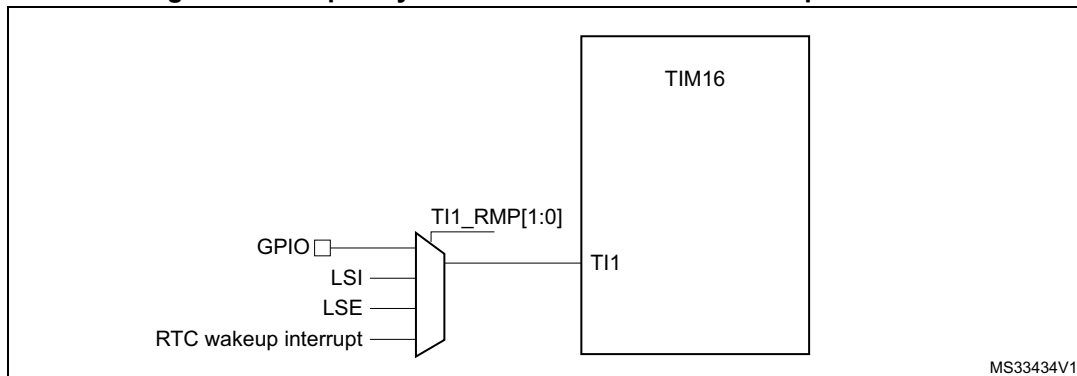 TIM16
TI1_RMP[1:0]
GPIO
TI1
LSI
LSE
RTC wakeup interrupt
MS33434V1